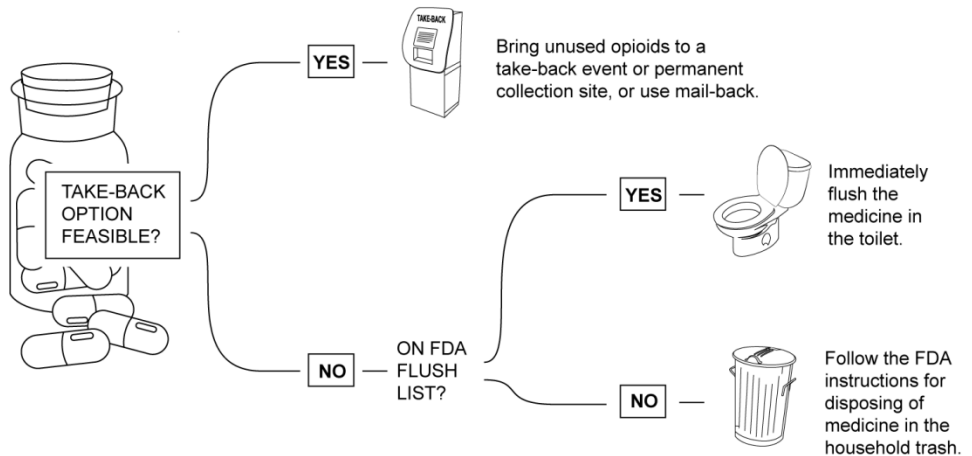 TAKE-BACK
YES
Bring unused opioids to a
take-back event or permanent
collection site, or use mail-back.
TAKE-BACK
OPTION
FEASIBLE?
YES
Immediately
flush the
medicine in
the toilet.
NO
ON FDA
FLUSH
LIST?
NO
Follow the FDA
instructions for
disposing of
medicine in the
household trash.